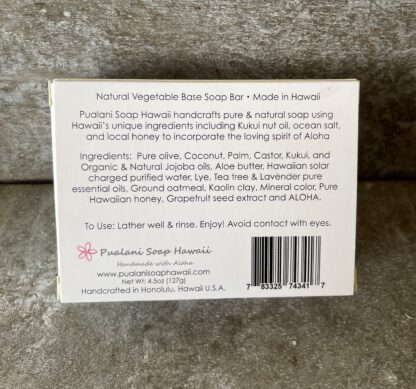 Natural Vegetable Base Soap Bar • Made in Hawaii
Pualani Soap Hawaii handcrafts pure & natural soap using
Hawaii's unique ingredients including Kukui nut oil, ocean salt,
and local honey to incorporate the loving spirit of Aloha
Ingredients: Pure olive, Coconut, Palm, Castor, Kukui, and
Organic & Natural Jojoba oils, Aloe butter, Hawaiian solar
charged purified water, Lye, Tea tree & Lavender pure
essential oils, Ground oatmeal, Kaolin clay, Mineral color, Pure
Hawaiian honey, Grapefruit seed extract and ALOHA.
To Use: Lather well & rinse. Enjoy! Avoid contact with eyes.
Pualani Soap Hawaii
Handmade with Aloha
www.pualanisoaphawaii.com
Net Wt: 4.5oz (127g)
Handcrafted in Honolulu, Hawaii U.S.A.
7 83325 74341 7